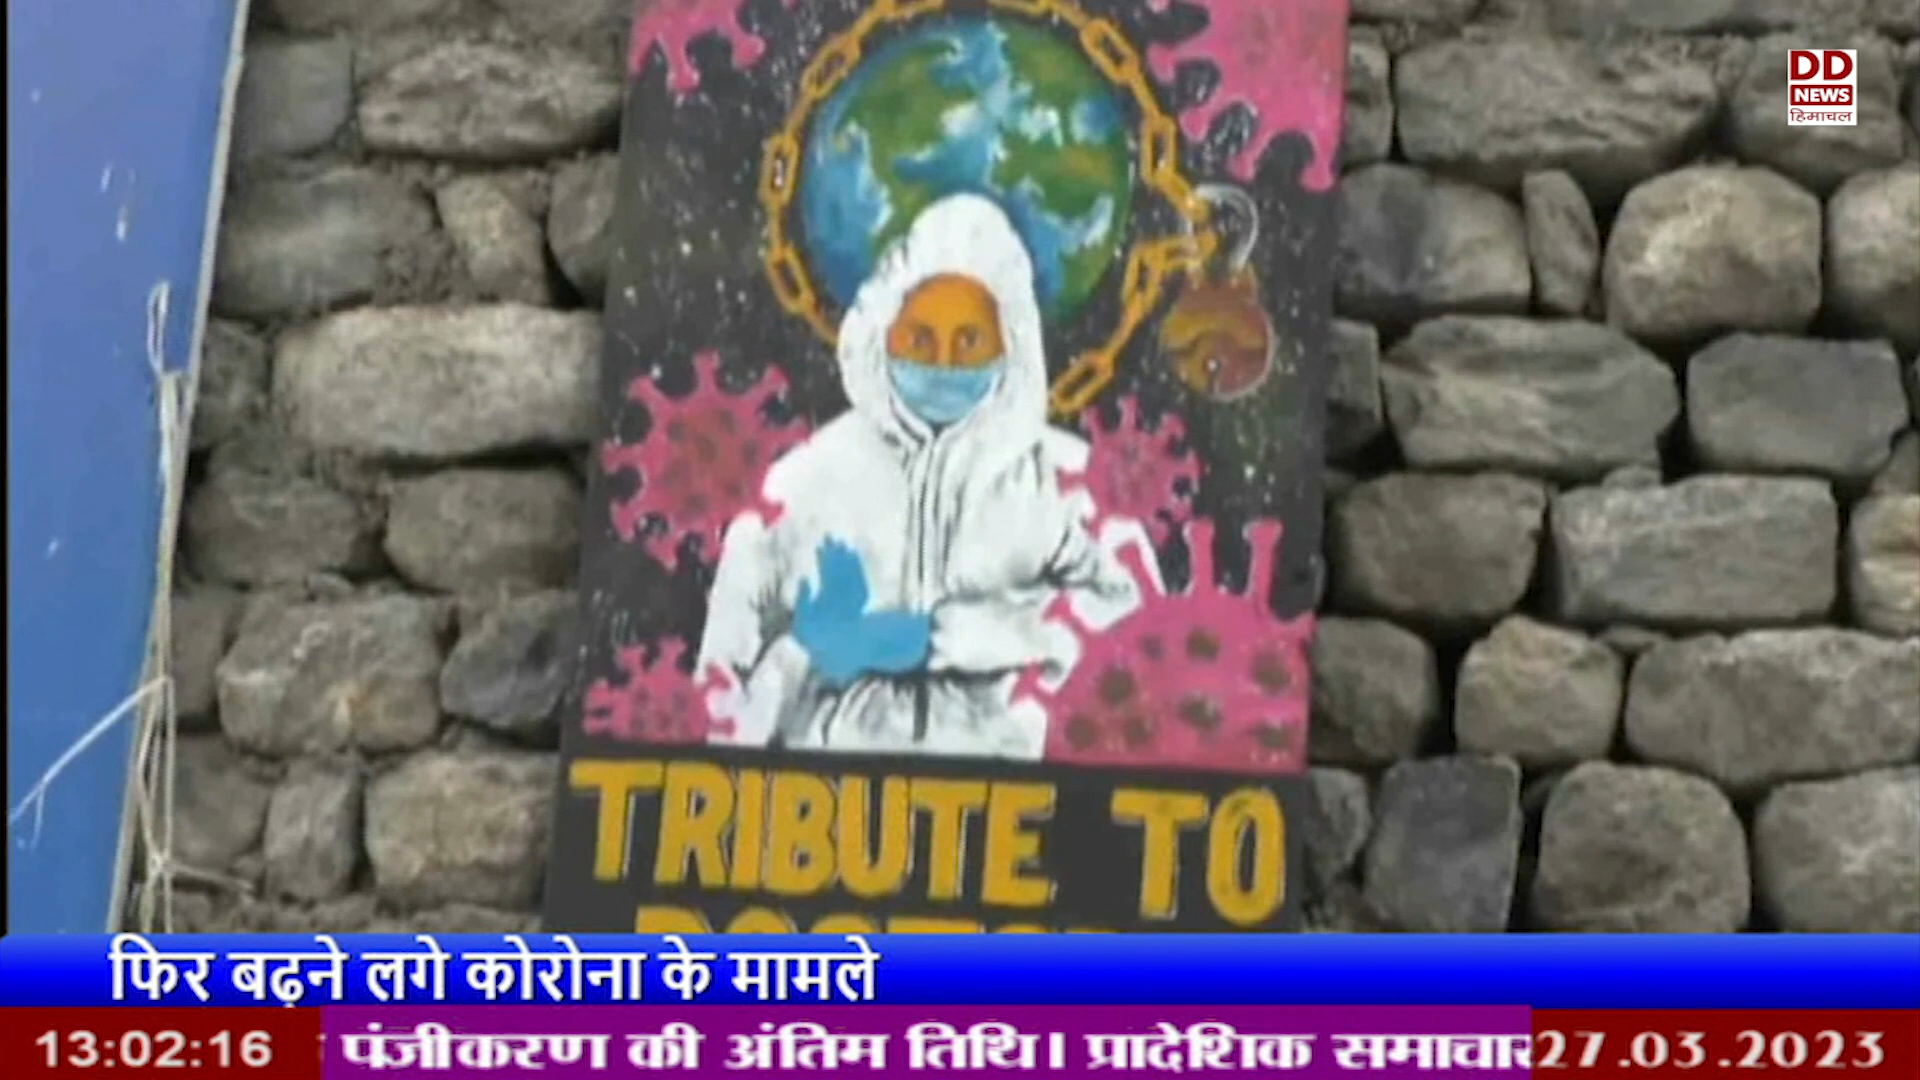 DD
NEWS
हिमाचल
TRIBUTE TO
फिर बढ़ने लगे कोरोना के मामले
13:02:16
पंजीकरण की अंतिम तिथि। प्रादेशिक समाचार
27.03.2023